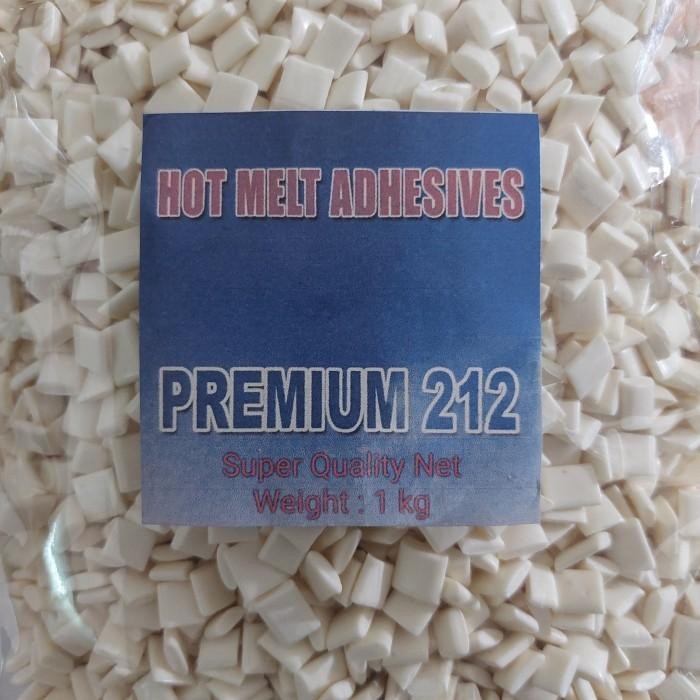 HOT MELT ADHESIVES
PREMIUM 212
Super Quality Net
Weight : 1 kg